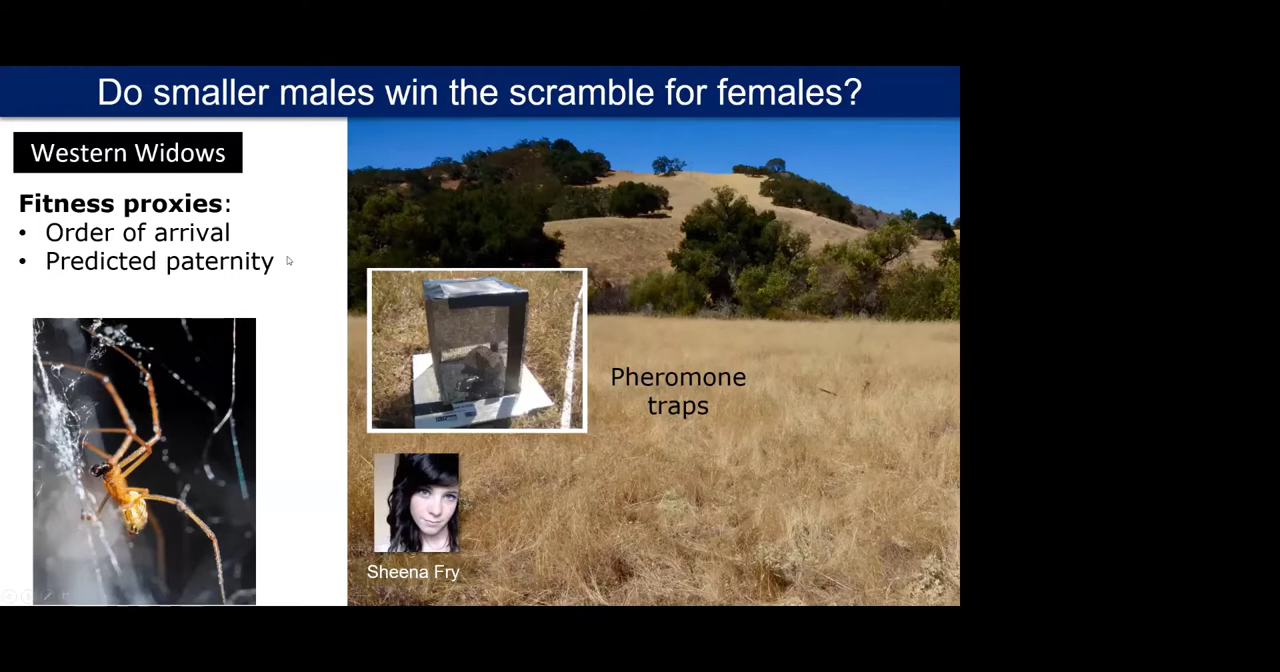 Do smaller males win the scramble for females?
Western Widows
Fitness proxies:
• Order of arrival
• Predicted paternity
Pheromone
traps
Sheena Fry